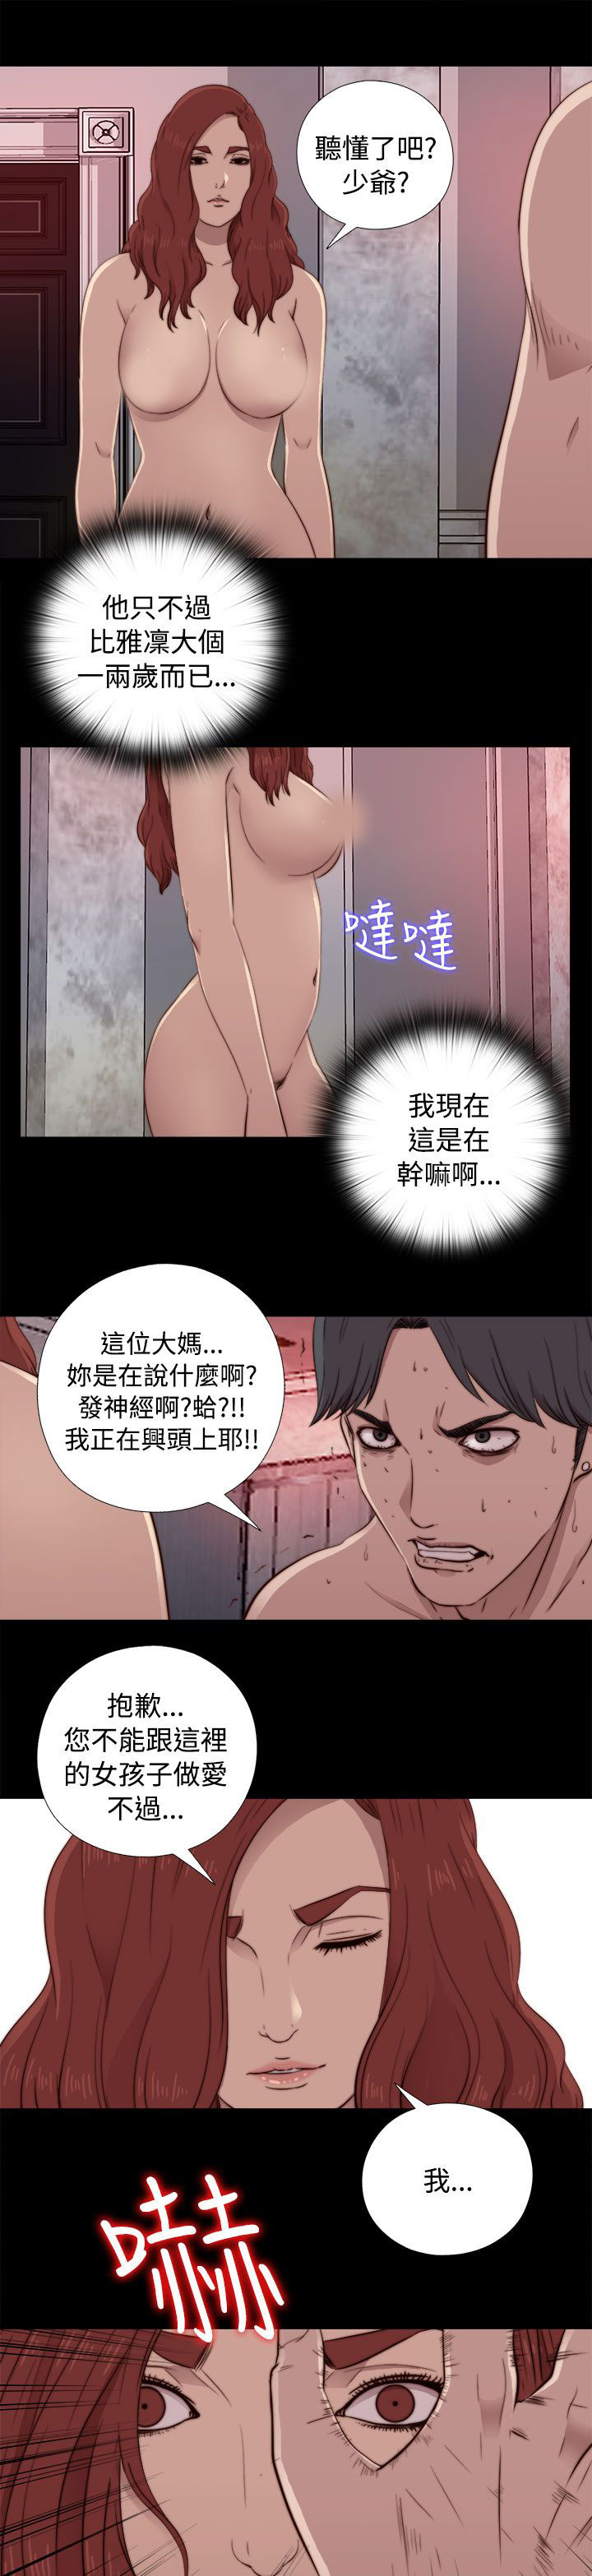 聽懂了吧?
少爺?
他只不過
比雅凜大個
一兩歲而已...
噠噠
我現在
這是在
幹嘛啊...
這位大媽...
妳是在說什麼啊?
發神經啊?蛤?!!
我正在興頭上耶!!
抱歉...
您不能跟這裡
的女孩子做愛
不過...
我...
嚇